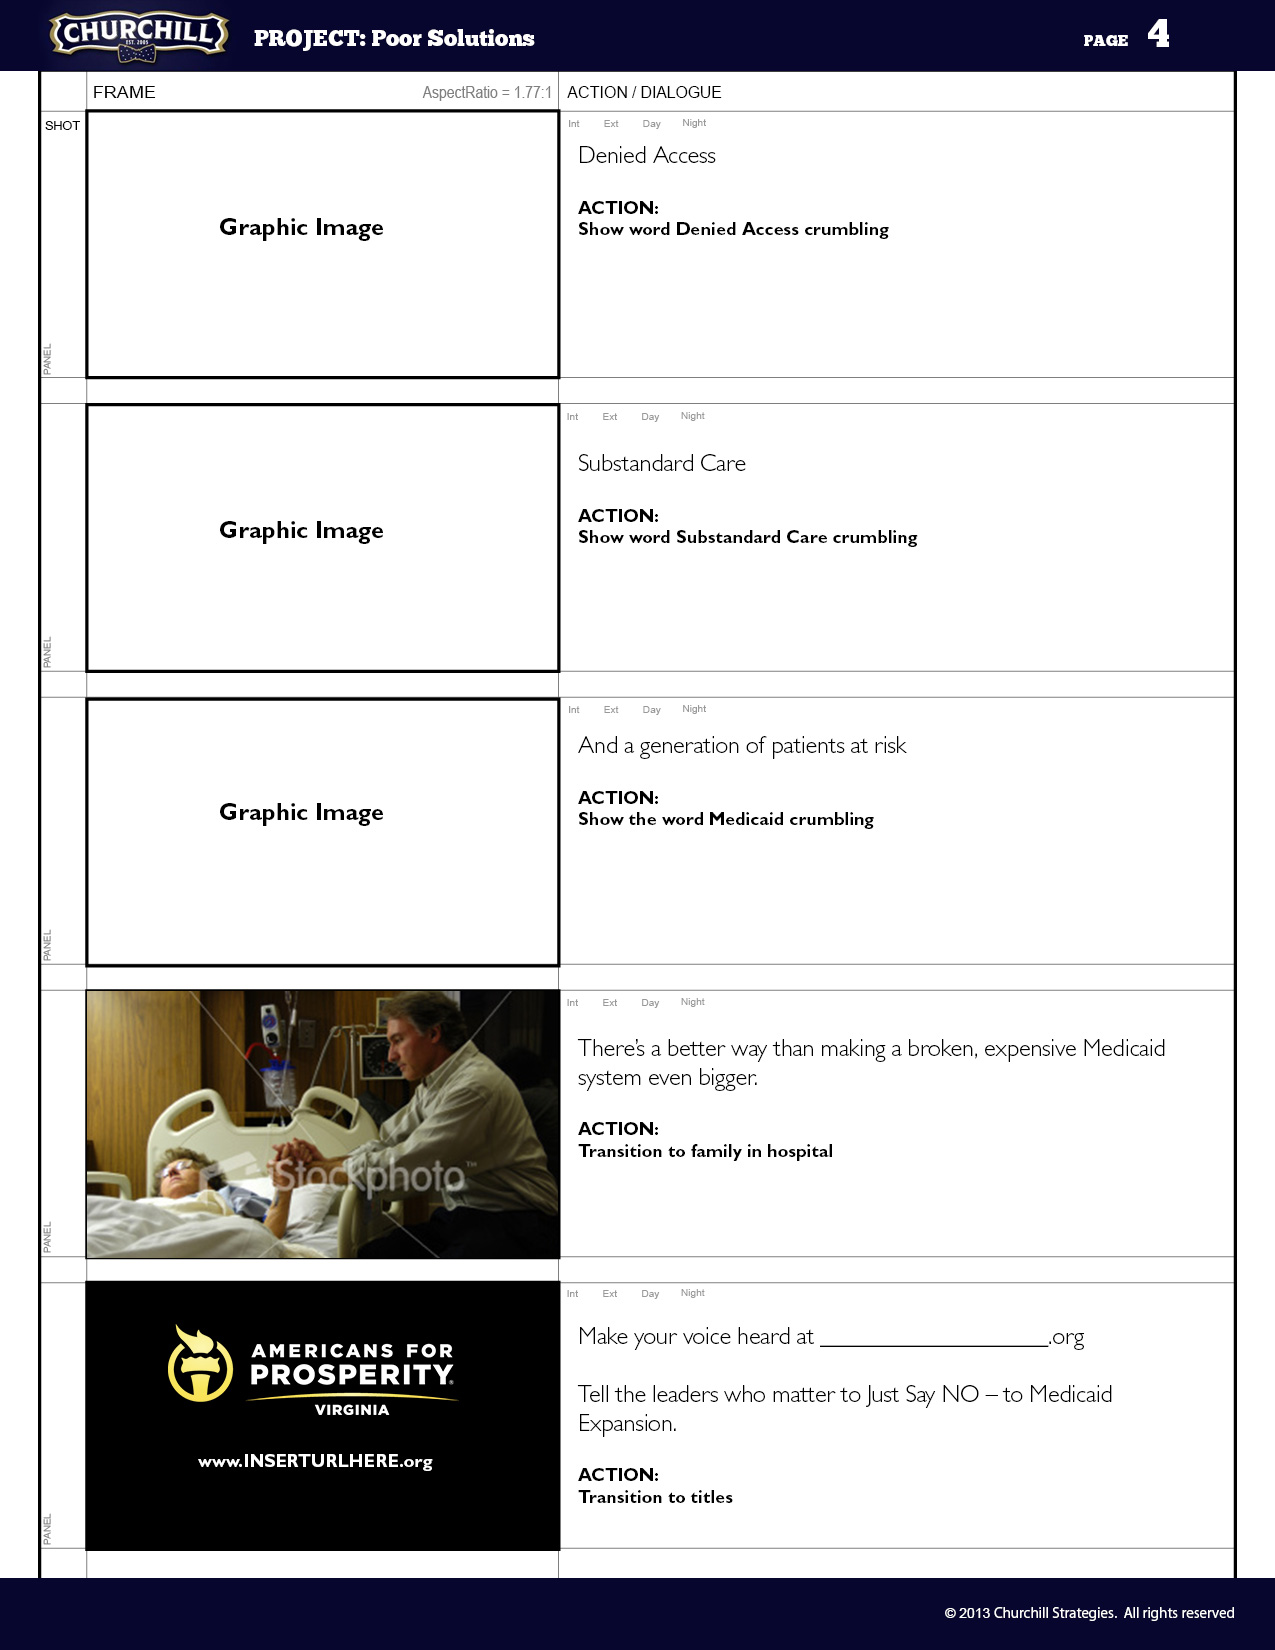 CHURCHILL
EST. 2005
PROJECT: Poor Solutions
PAGE 4
FRAME
AspectRatio = 1.77:1
ACTION / DIALOGUE
SHOT
Graphic Image
PANEL
Int Ext Day Night
Denied Access
ACTION:
Show word Denied Access crumbling
Graphic Image
PANEL
Int Ext Day Night
Substandard Care
ACTION:
Show word Substandard Care crumbling
Graphic Image
PANEL
Int Ext Day Night
And a generation of patients at risk
ACTION:
Show the word Medicaid crumbling
iStockphoto™
PANEL
Int Ext Day Night
There's a better way than making a broken, expensive Medicaid
system even bigger.
ACTION:
Transition to family in hospital
AMERICANS FOR
PROSPERITY®
VIRGINIA
www.INSERTURLHERE.org
PANEL
Int Ext Day Night
Make your voice heard at ___________________.org
Tell the leaders who matter to Just Say NO – to Medicaid
Expansion.
ACTION:
Transition to titles
© 2013 Churchill Strategies. All rights reserved